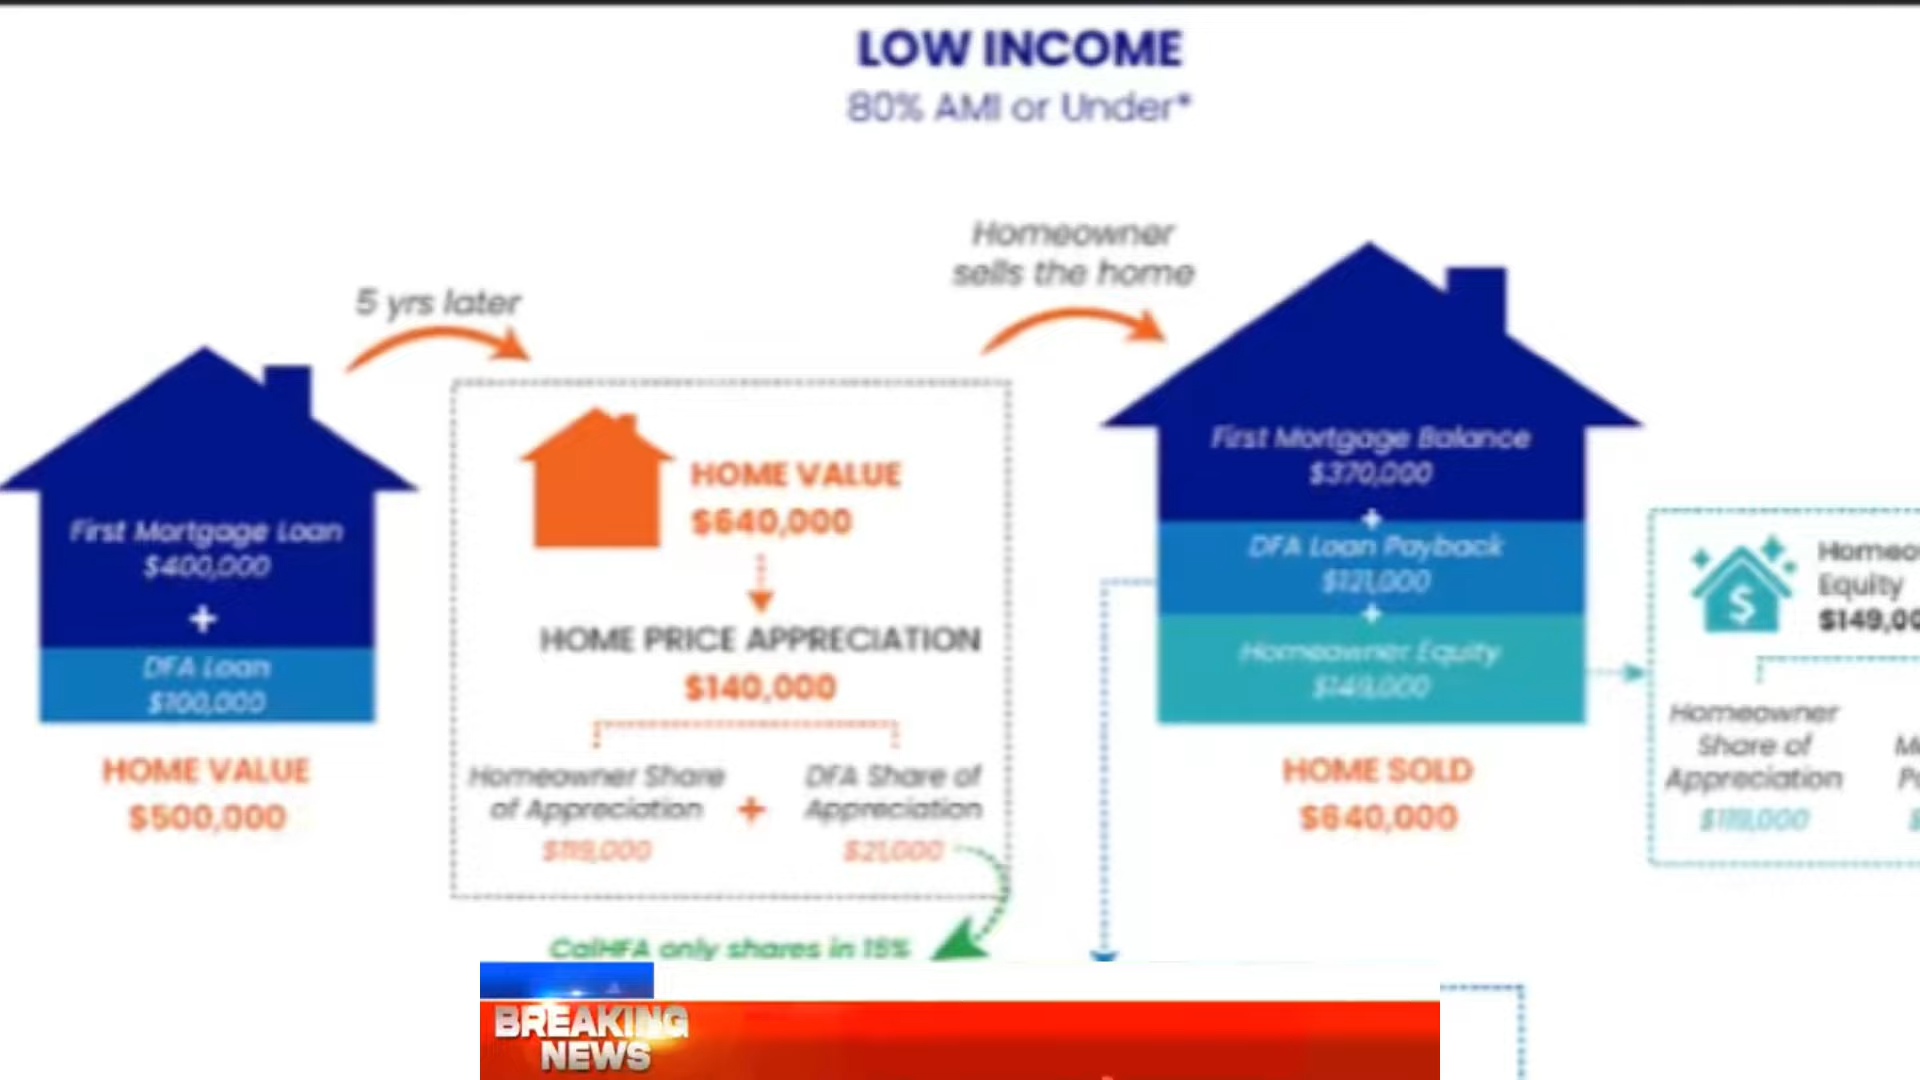 LOW INCOME
80% AMI or Under*
5 yrs later
Homeowner
sells the home
First Mortgage Loan
$400,000
+
DFA Loan
$100,000
HOME VALUE
$500,000
HOME VALUE
$640,000
HOME PRICE APPRECIATION
$140,000
Homeowner Share
of Appreciation
$119,000
+
DFA Share of
Appreciation
$21,000
CalHFA only shares in 15%
First Mortgage Balance
$370,000
+
DFA Loan Payback
$121,000
+
Homeowner Equity
$149,000
HOME SOLD
$640,000
$
Equity
Homeowner
Share of
Appreciation
$119,000
BREAKING
NEWS